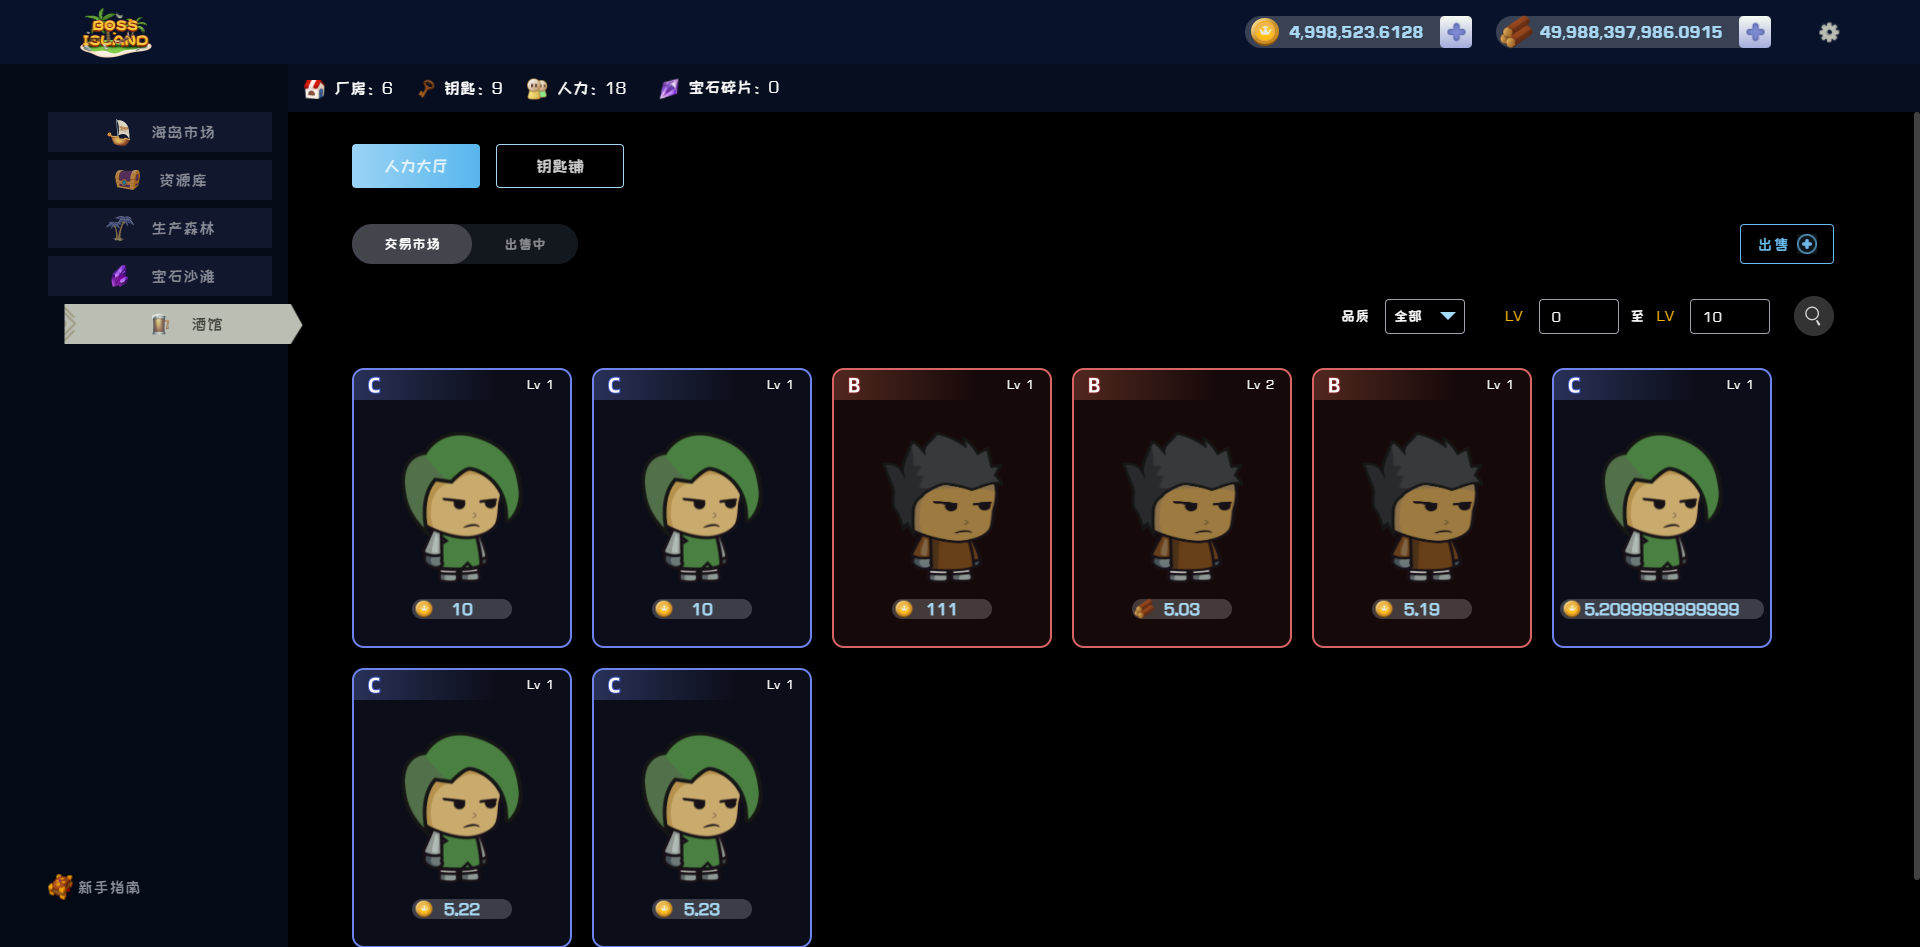 BOSS ISLAND
4,998,523.6128
49,988,397,986.0915
厂房: 6 钥匙: 9 人力: 18 宝石碎片: 0
海岛市场
资源库
生产森林
宝石沙滩
酒馆
新手指南
人力大厅 钥匙铺
交易市场 出售中
出售
品质 全部 LV 0 至 LV 10
C Lv 1
10
C Lv 1
10
B Lv 1
111
B Lv 2
5.03
B Lv 1
5.19
C Lv 1
5.2099999999999
C Lv 1
5.22
C Lv 1
5.23